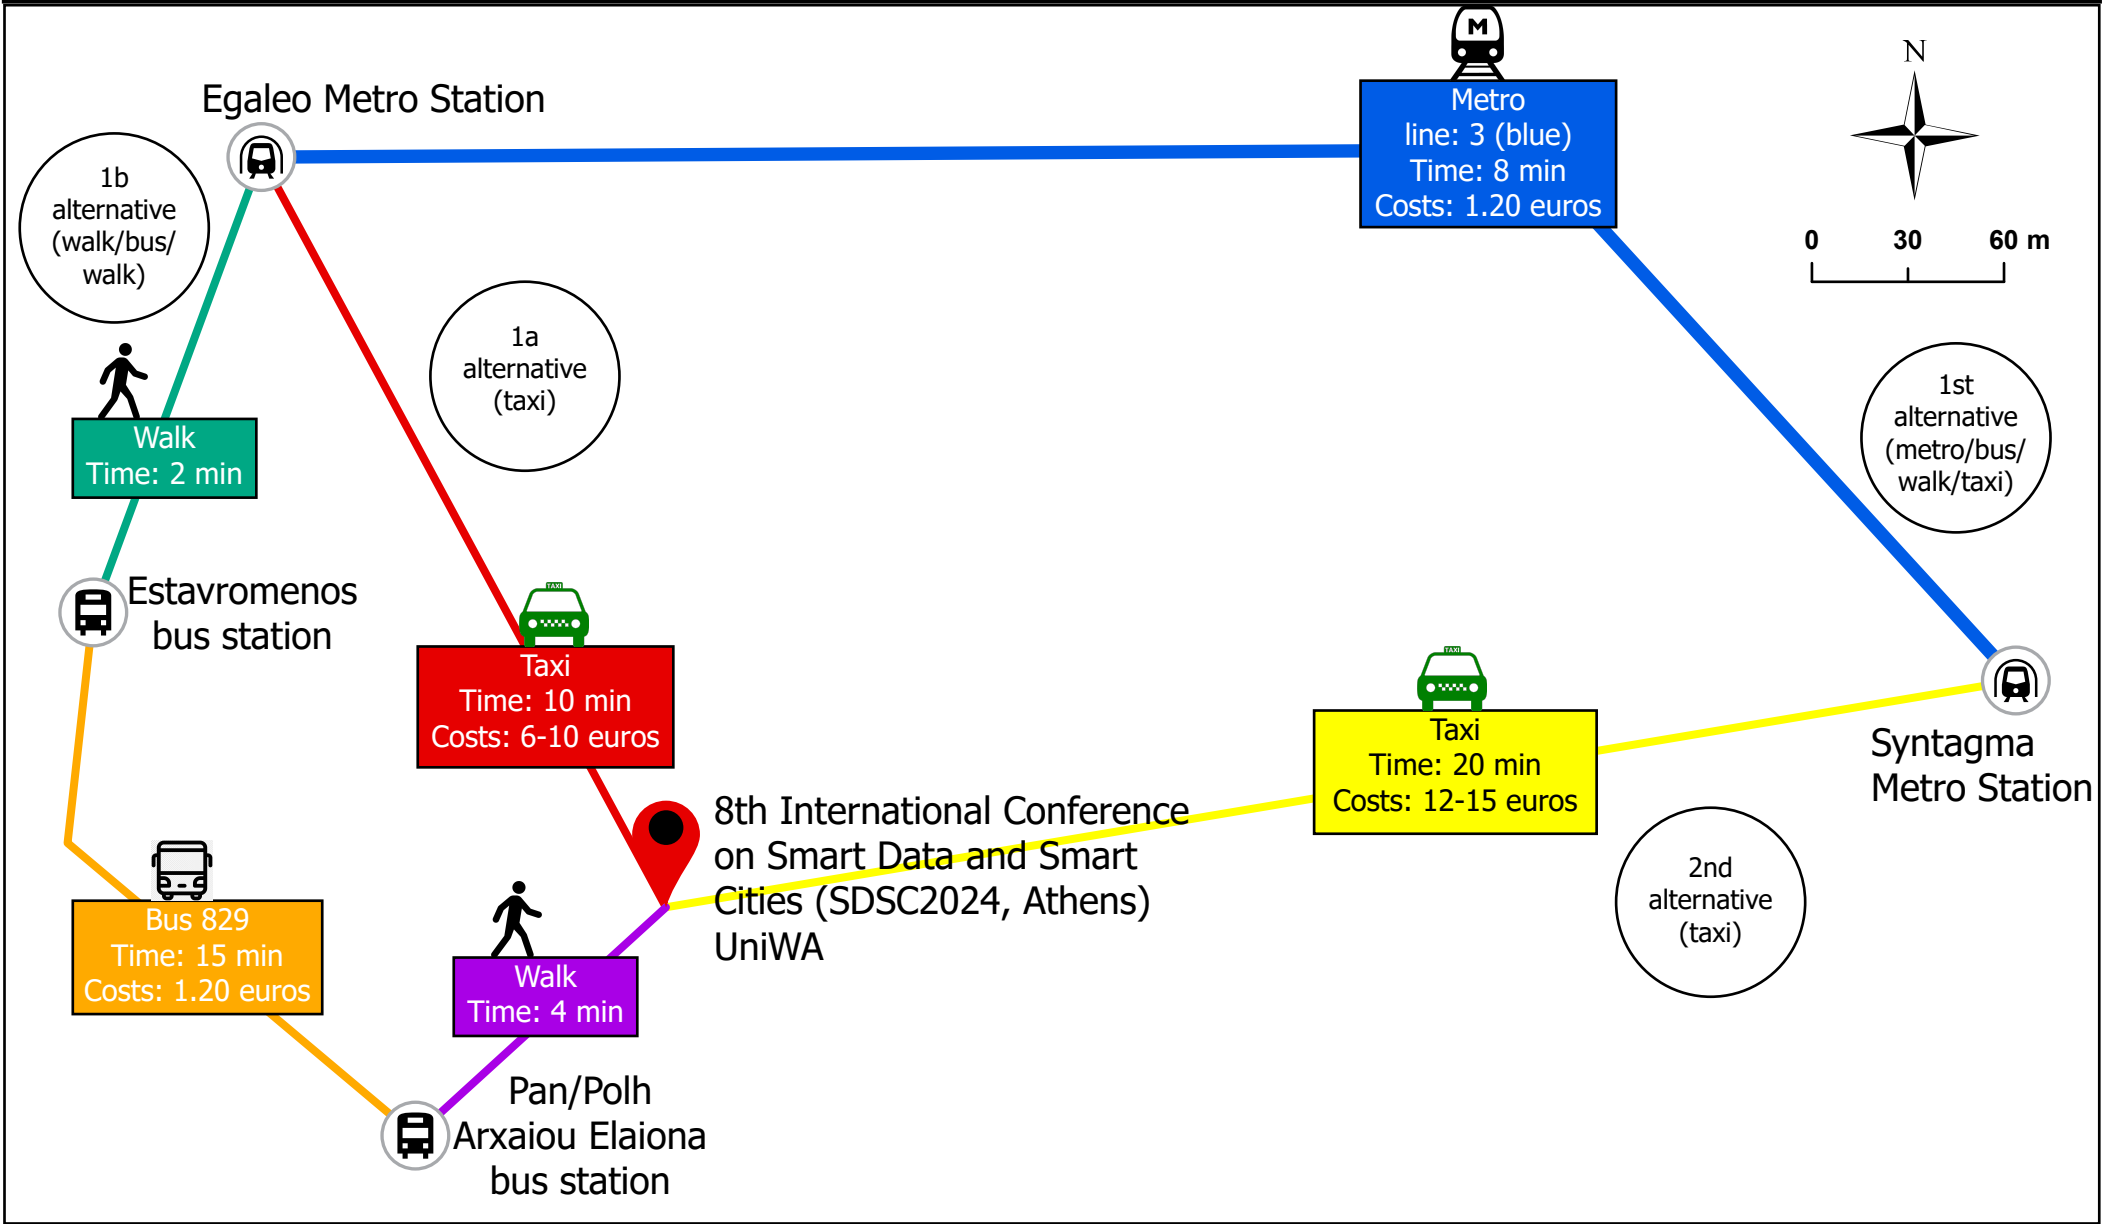 M
N
Egaleo Metro Station
Metro
line: 3 (blue)
Time: 8 min
Costs: 1.20 euros
0 30 60 m
1b
alternative
(walk/bus/
walk)
1a
alternative
(taxi)
1st
alternative
(metro/bus/
walk/taxi)
Walk
Time: 2 min
Estavromenos
bus station
TAXI
Taxi
Time: 10 min
Costs: 6-10 euros
TAXI
Taxi
Time: 20 min
Costs: 12-15 euros
Syntagma
Metro Station
8th International Conference
on Smart Data and Smart
Cities (SDSC2024, Athens)
UniWA
2nd
alternative
(taxi)
Bus 829
Time: 15 min
Costs: 1.20 euros
Walk
Time: 4 min
Pan/Polh
Arxaiou Elaiona
bus station